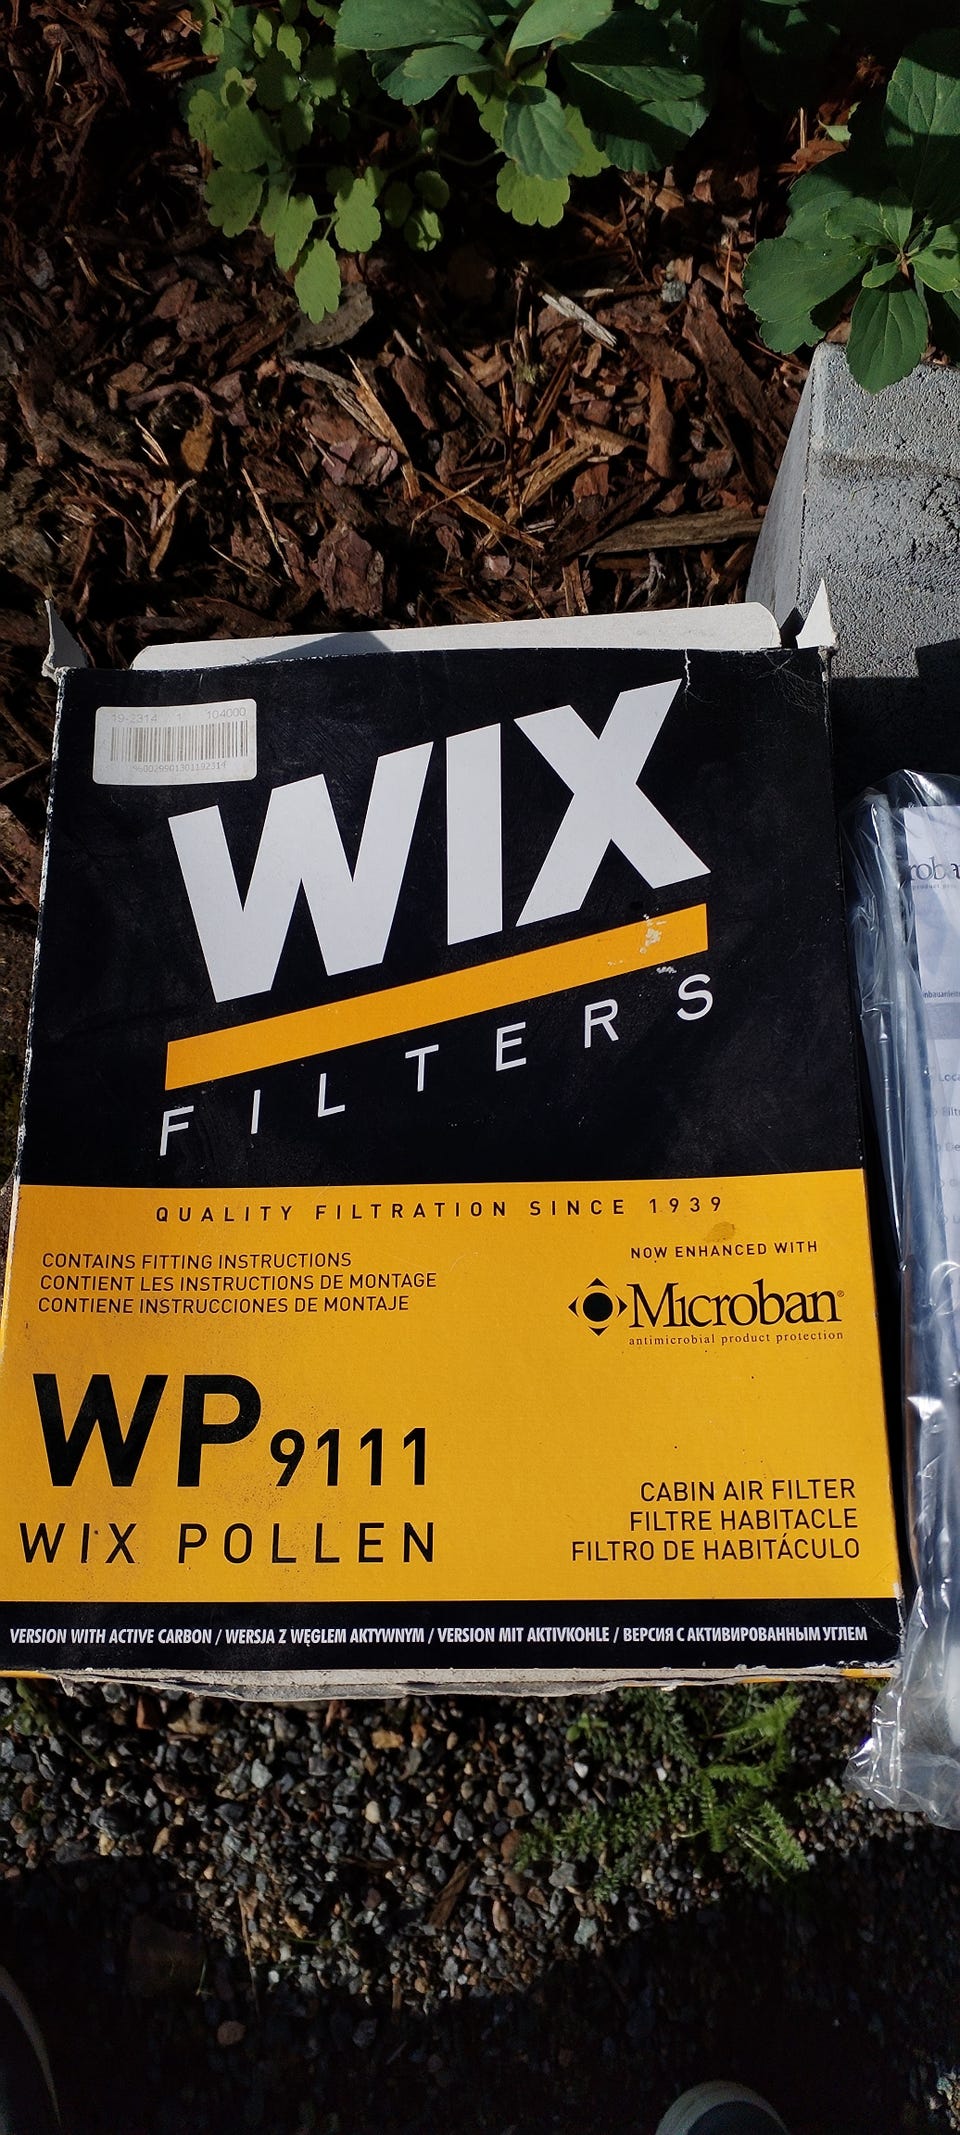 19-2314 1 104000
WIX
FILTERS
QUALITY FILTRATION SINCE 1939
CONTAINS FITTING INSTRUCTIONS
CONTIENT LES INSTRUCTIONS DE MONTAGE
CONTIENE INSTRUCCIONES DE MONTAJE
NOW ENHANCED WITH
Microban®
antimicrobial product protection
WP9111
WIX POLLEN
CABIN AIR FILTER
FILTRE HABITACLE
FILTRO DE HABITÁCULO
VERSION WITH ACTIVE CARBON / WERSJA Z WĘGLEM AKTYWNYM / VERSION MIT AKTIVKOHLE / ВЕРСИЯ С АКТИВИРОВАННЫМ УГЛЕМ